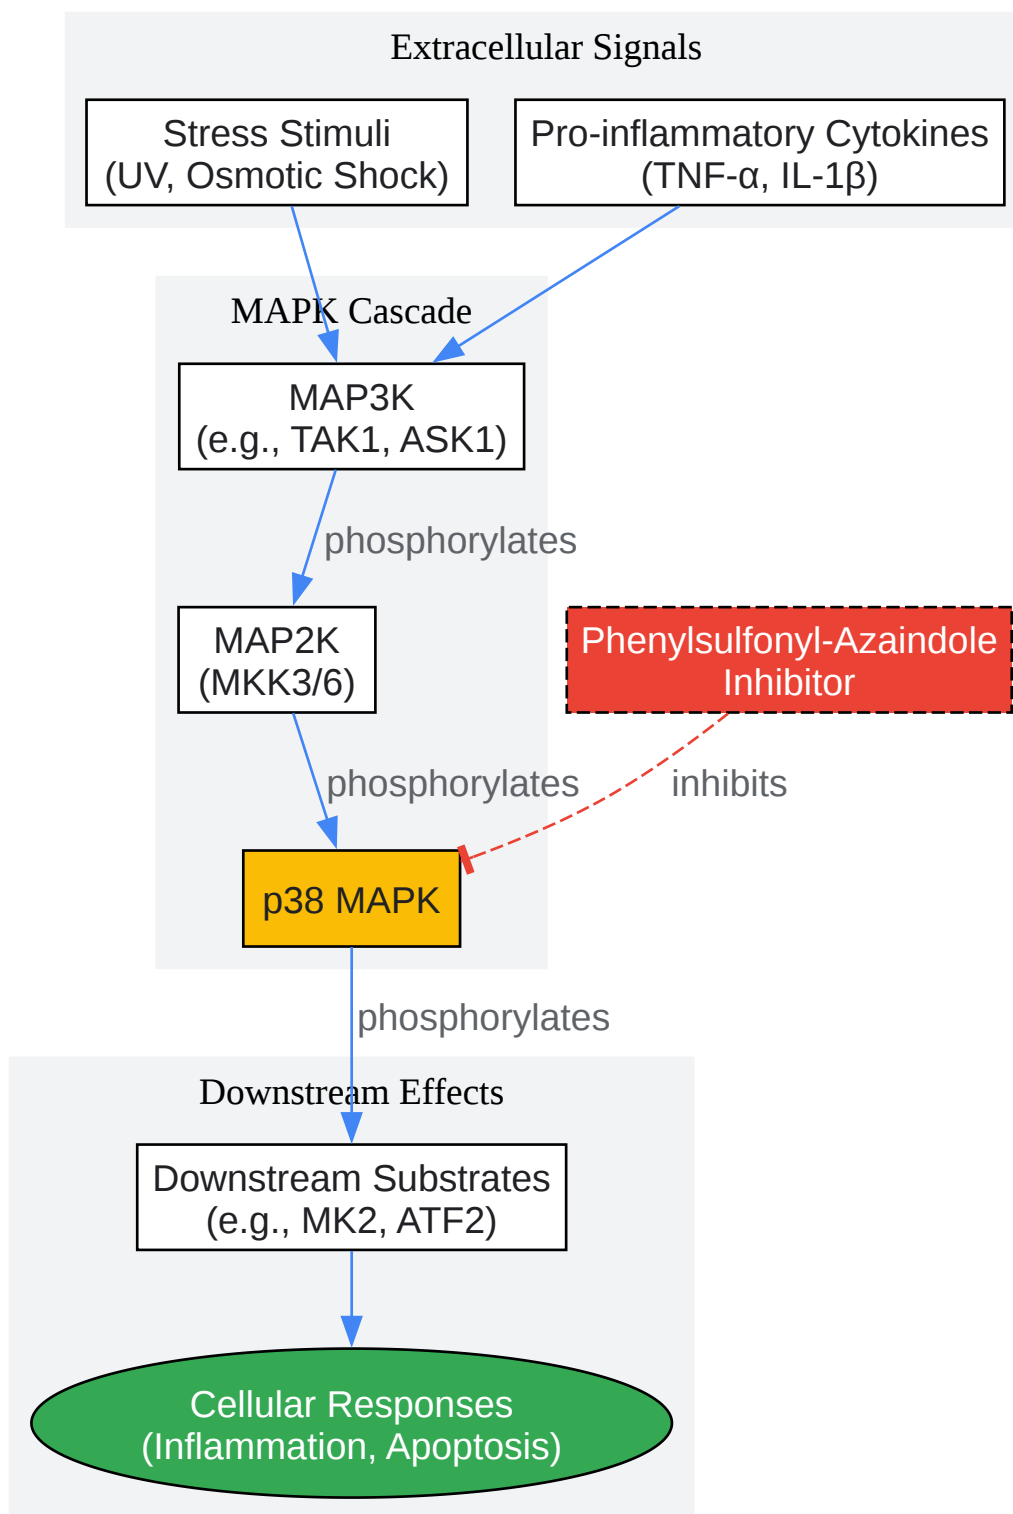 Extracellular Signals
Stress Stimuli
(UV, Osmotic Shock)
Pro-inflammatory Cytokines
(TNF-α, IL-1β)
MAPK Cascade
MAP3K
(e.g., TAK1, ASK1)
phosphorylates
MAP2K
(MKK3/6)
Phenylsulfonyl-Azaindole
Inhibitor
phosphorylates
inhibits
p38 MAPK
phosphorylates
Downstream Effects
Downstream Substrates
(e.g., MK2, ATF2)
Cellular Responses
(Inflammation, Apoptosis)